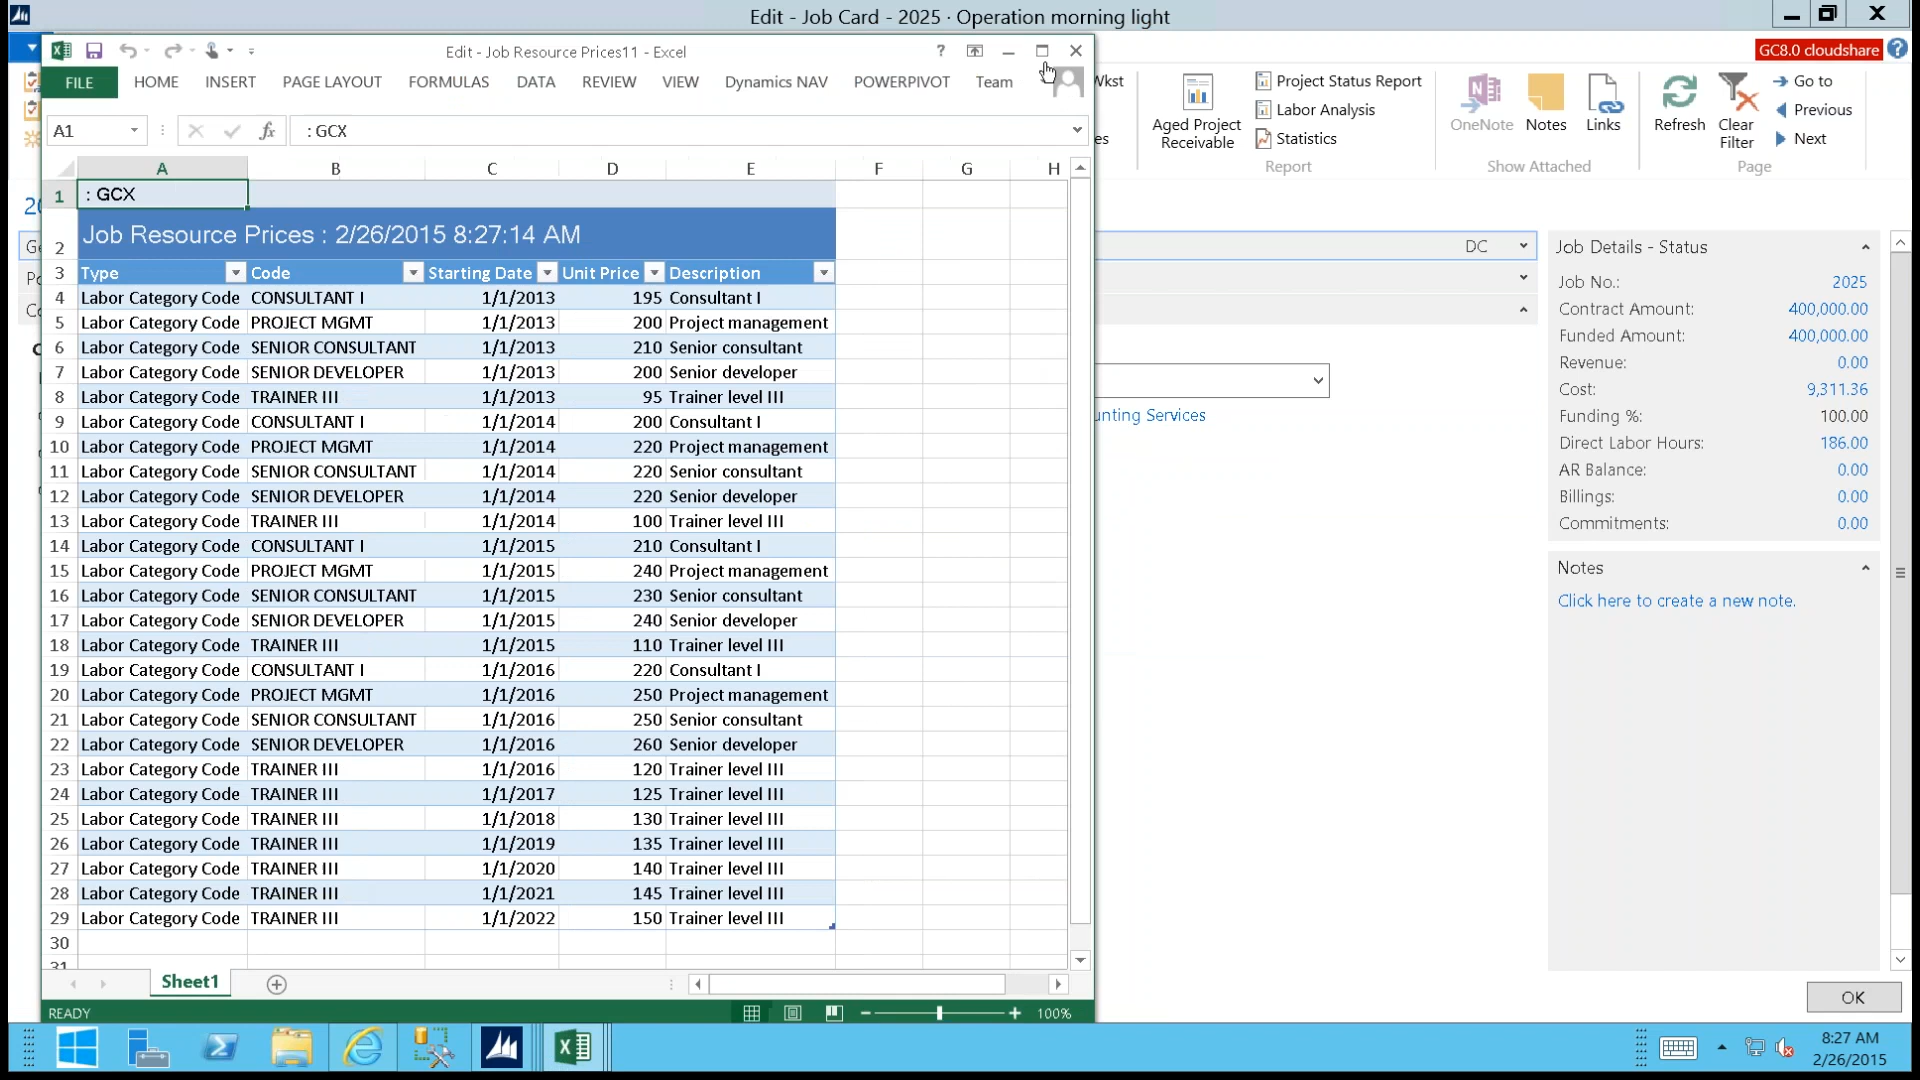 Edit - Job Card - 2025 · Operation morning light
Edit - Job Resource Prices11 - Excel
GC8.0 cloudshare
FILE HOME INSERT PAGE LAYOUT FORMULAS DATA REVIEW VIEW Dynamics NAV POWERPIVOT Team
Wkst
es
Aged Project
Receivable
Project Status Report
Labor Analysis
Statistics
Report
OneNote Notes Links
Show Attached
Refresh
Clear
Filter
Go to
Previous
Next
Page
A1 fx : GCX
A B C D E F G H
1 : GCX
2 Job Resource Prices : 2/26/2015 8:27:14 AM
3 Type Code Starting Date Unit Price Description
4 Labor Category Code CONSULTANT I 1/1/2013 195 Consultant I
5 Labor Category Code PROJECT MGMT 1/1/2013 200 Project management
6 Labor Category Code SENIOR CONSULTANT 1/1/2013 210 Senior consultant
7 Labor Category Code SENIOR DEVELOPER 1/1/2013 200 Senior developer
8 Labor Category Code TRAINER III 1/1/2013 95 Trainer level III
9 Labor Category Code CONSULTANT I 1/1/2014 200 Consultant I
10 Labor Category Code PROJECT MGMT 1/1/2014 220 Project management
11 Labor Category Code SENIOR CONSULTANT 1/1/2014 220 Senior consultant
12 Labor Category Code SENIOR DEVELOPER 1/1/2014 220 Senior developer
13 Labor Category Code TRAINER III 1/1/2014 100 Trainer level III
14 Labor Category Code CONSULTANT I 1/1/2015 210 Consultant I
15 Labor Category Code PROJECT MGMT 1/1/2015 240 Project management
16 Labor Category Code SENIOR CONSULTANT 1/1/2015 230 Senior consultant
17 Labor Category Code SENIOR DEVELOPER 1/1/2015 240 Senior developer
18 Labor Category Code TRAINER III 1/1/2015 110 Trainer level III
19 Labor Category Code CONSULTANT I 1/1/2016 220 Consultant I
20 Labor Category Code PROJECT MGMT 1/1/2016 250 Project management
21 Labor Category Code SENIOR CONSULTANT 1/1/2016 250 Senior consultant
22 Labor Category Code SENIOR DEVELOPER 1/1/2016 260 Senior developer
23 Labor Category Code TRAINER III 1/1/2016 120 Trainer level III
24 Labor Category Code TRAINER III 1/1/2017 125 Trainer level III
25 Labor Category Code TRAINER III 1/1/2018 130 Trainer level III
26 Labor Category Code TRAINER III 1/1/2019 135 Trainer level III
27 Labor Category Code TRAINER III 1/1/2020 140 Trainer level III
28 Labor Category Code TRAINER III 1/1/2021 145 Trainer level III
29 Labor Category Code TRAINER III 1/1/2022 150 Trainer level III
30
31
Sheet1
READY 100%
20
Ge
Po
Co
DC
unting Services
Job Details - Status
Job No.: 2025
Contract Amount: 400,000.00
Funded Amount: 400,000.00
Revenue: 0.00
Cost: 9,311.36
Funding %: 100.00
Direct Labor Hours: 186.00
AR Balance: 0.00
Billings: 0.00
Commitments: 0.00
Notes
Click here to create a new note.
OK
8:27 AM
2/26/2015